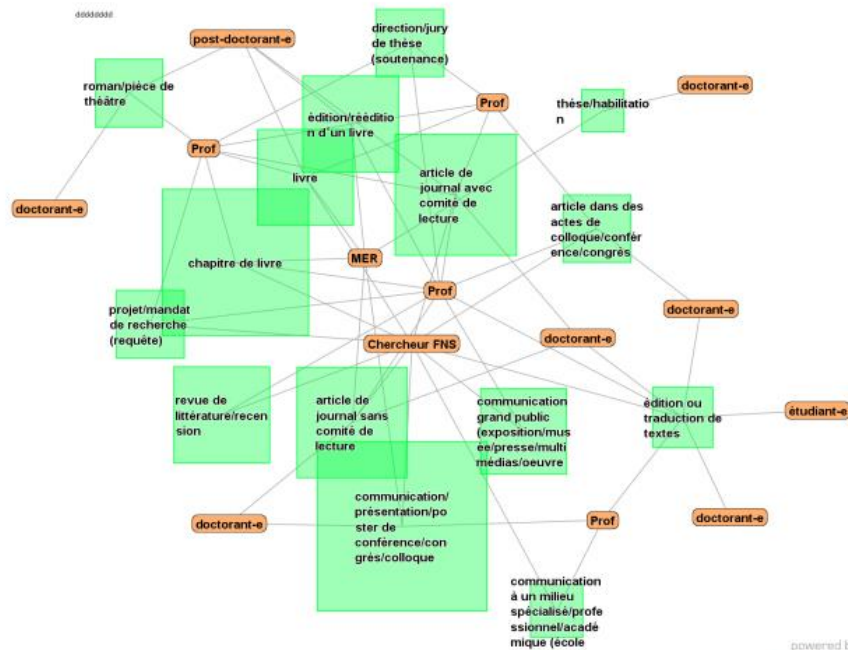 dddddddd
post-doctorant-e
direction/jury
de thèse
(soutenance)
roman/pièce de
théâtre
doctorant-e
édition/rééditio
n d'un livre
Prof
thèse/habilitatio
n
Prof
livre
article de
journal avec
comité de
lecture
doctorant-e
article dans des
actes de
colloque/confér
ence/congrès
chapitre de livre
MER
Prof
projet/mandat
de recherche
(requête)
doctorant-e
Chercheur FNS
doctorant-e
revue de
littérature/recen
sion
article de
journal sans
comité de
lecture
communication
grand public
(exposition/mus
ée/presse/multi
médias/oeuvre
édition ou
traduction de
textes
étudiant-e
communication/
présentation/po
ster de
conférence/con
grès/colloque
doctorant-e
Prof
doctorant-e
communication
à un milieu
spécialisé/profe
ssionnel/acadé
mique (école
powered b